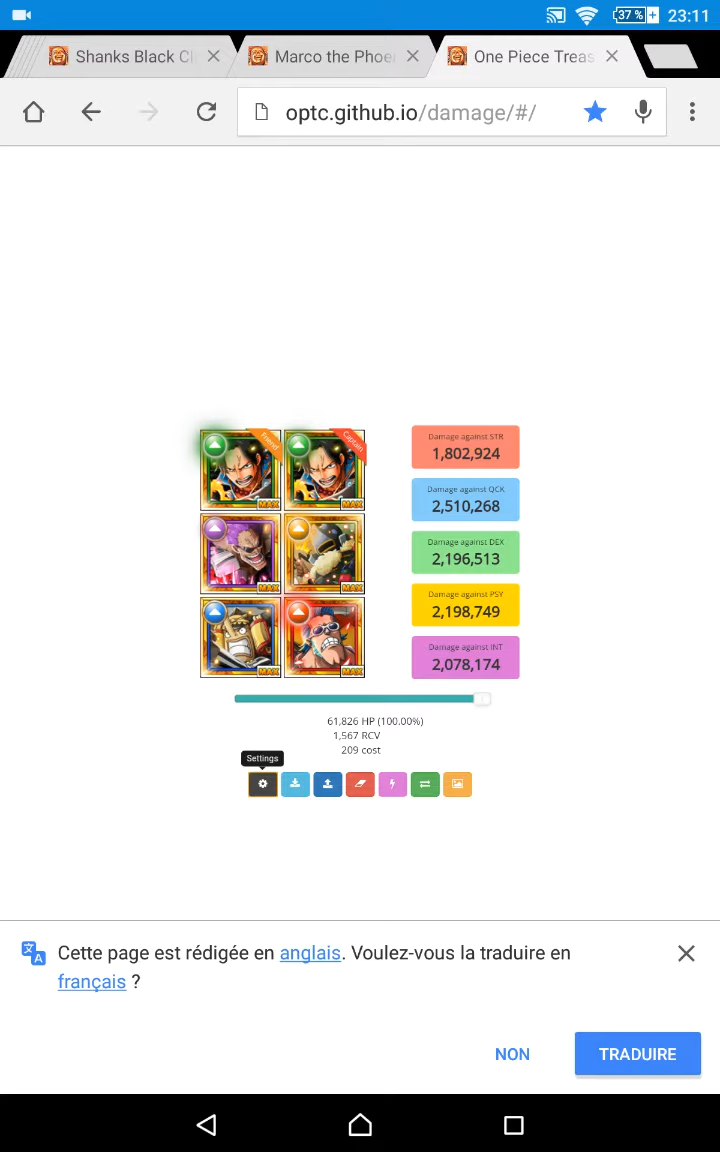 37 %
23:11
Shanks Black Cl
Marco the Phoe
One Piece Treas
optc.github.io/damage/#/
Friend
Captain
MAX
MAX
MAX
MAX
MAX
MAX
Damage against STR
1,802,924
Damage against QCK
2,510,268
Damage against DEX
2,196,513
Damage against PSY
2,198,749
Damage against INT
2,078,174
61,826 HP (100.00%)
1,567 RCV
209 cost
Settings
Cette page est rédigée en anglais. Voulez-vous la traduire en
français ?
NON
TRADUIRE